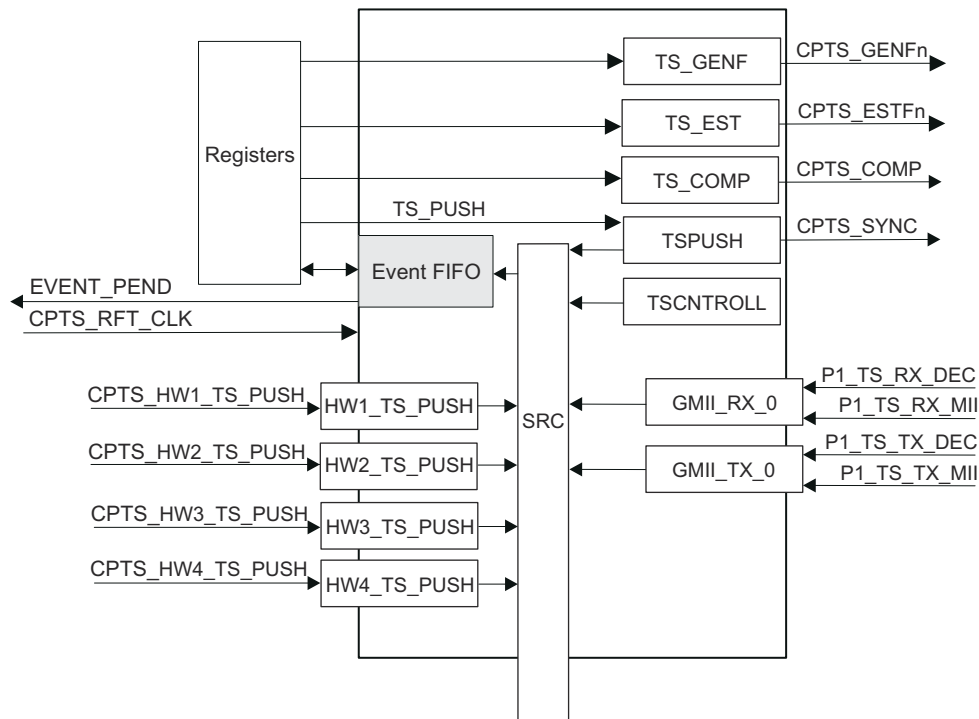 TS_GENF
CPTS_GENFn
TS_EST
CPTS_ESTFn
Registers
TS_COMP
CPTS_COMP
TS_PUSH
TSPUSH
CPTS_SYNC
Event FIFO
EVENT_PEND
TSCNTROLL
CPTS_RFT_CLK
P1_TS_RX_DEC
CPTS_HW1_TS_PUSH
HW1_TS_PUSH
SRC
GMII_RX_0
P1_TS_RX_MII
P1_TS_TX_DEC
CPTS_HW2_TS_PUSH
HW2_TS_PUSH
GMII_TX_0
P1_TS_TX_MII
CPTS_HW3_TS_PUSH
HW3_TS_PUSH
CPTS_HW4_TS_PUSH
HW4_TS_PUSH